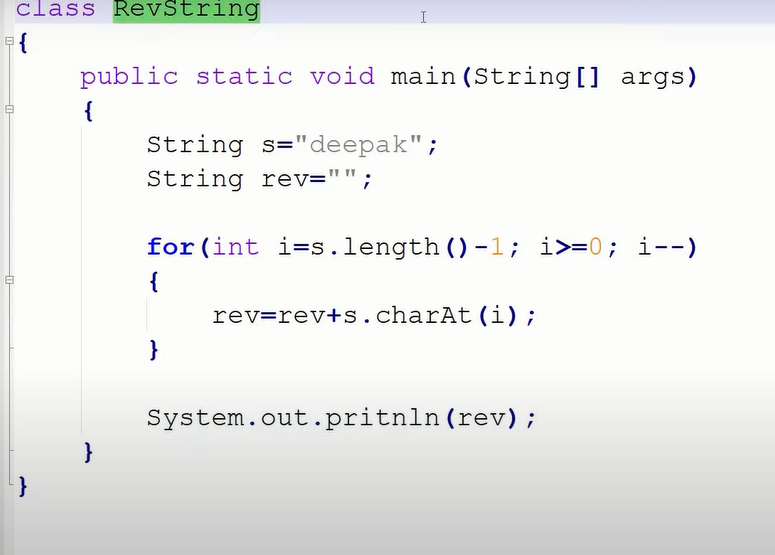 class RevString
{
public static void main(String[] args)
{
String s="deepak";
String rev="";
for(int i=s.length()-1; i>=0; i--)
{
rev=rev+s.charAt(i);
}
System.out.pritnln(rev);
}
}